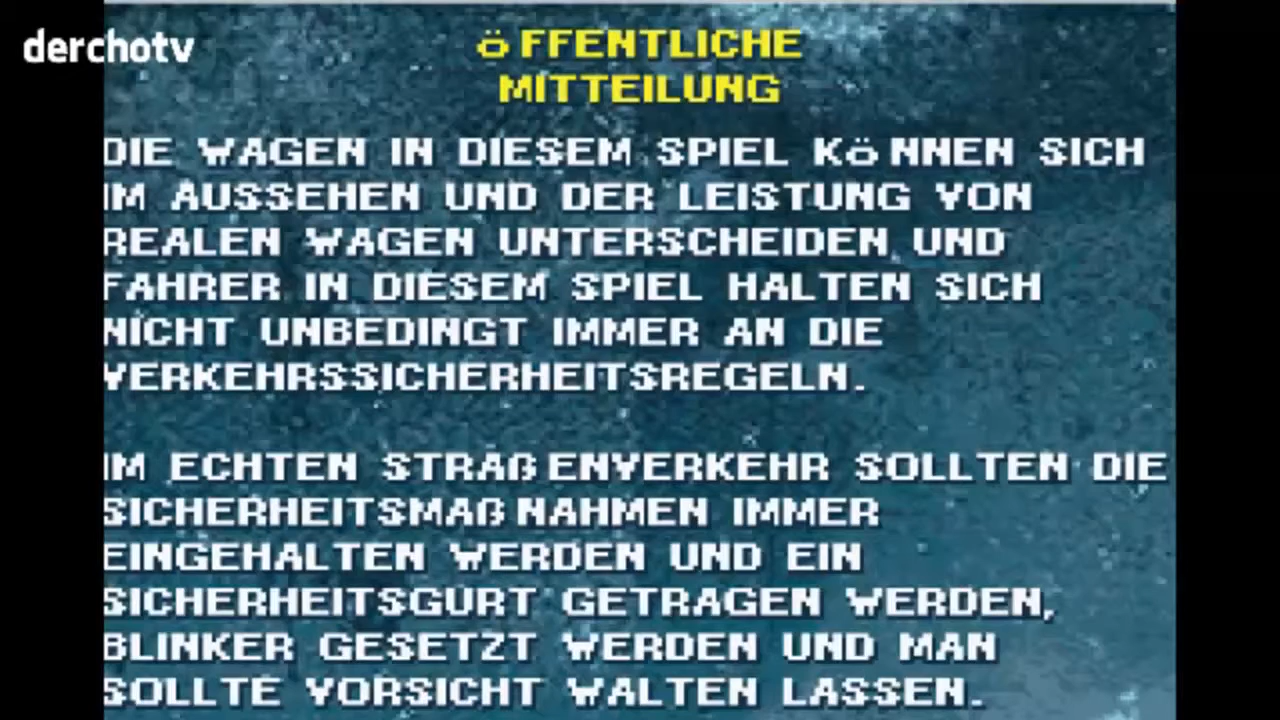 derchotv
öFFENTLICHE
MITTEILUNG
DIE WAGEN IN DIESEM SPIEL KöNNEN SICH
IM AUSSEHEN UND DER LEISTUNG VON
REALEN WAGEN UNTERSCHEIDEN, UND
FAHRER IN DIESEM SPIEL HALTEN SICH
NICHT UNBEDINGT IMMER AN DIE
VERKEHRSSICHERHEITSREGELN.
IM ECHTEN STRAßENVERKEHR SOLLTEN DIE
SICHERHEITSMAßNAHMEN IMMER
EINGEHALTEN WERDEN UND EIN
SICHERHEITSGURT GETRAGEN WERDEN,
BLINKER GESETZT WERDEN UND MAN
SOLLTE VORSICHT WALTEN LASSEN.